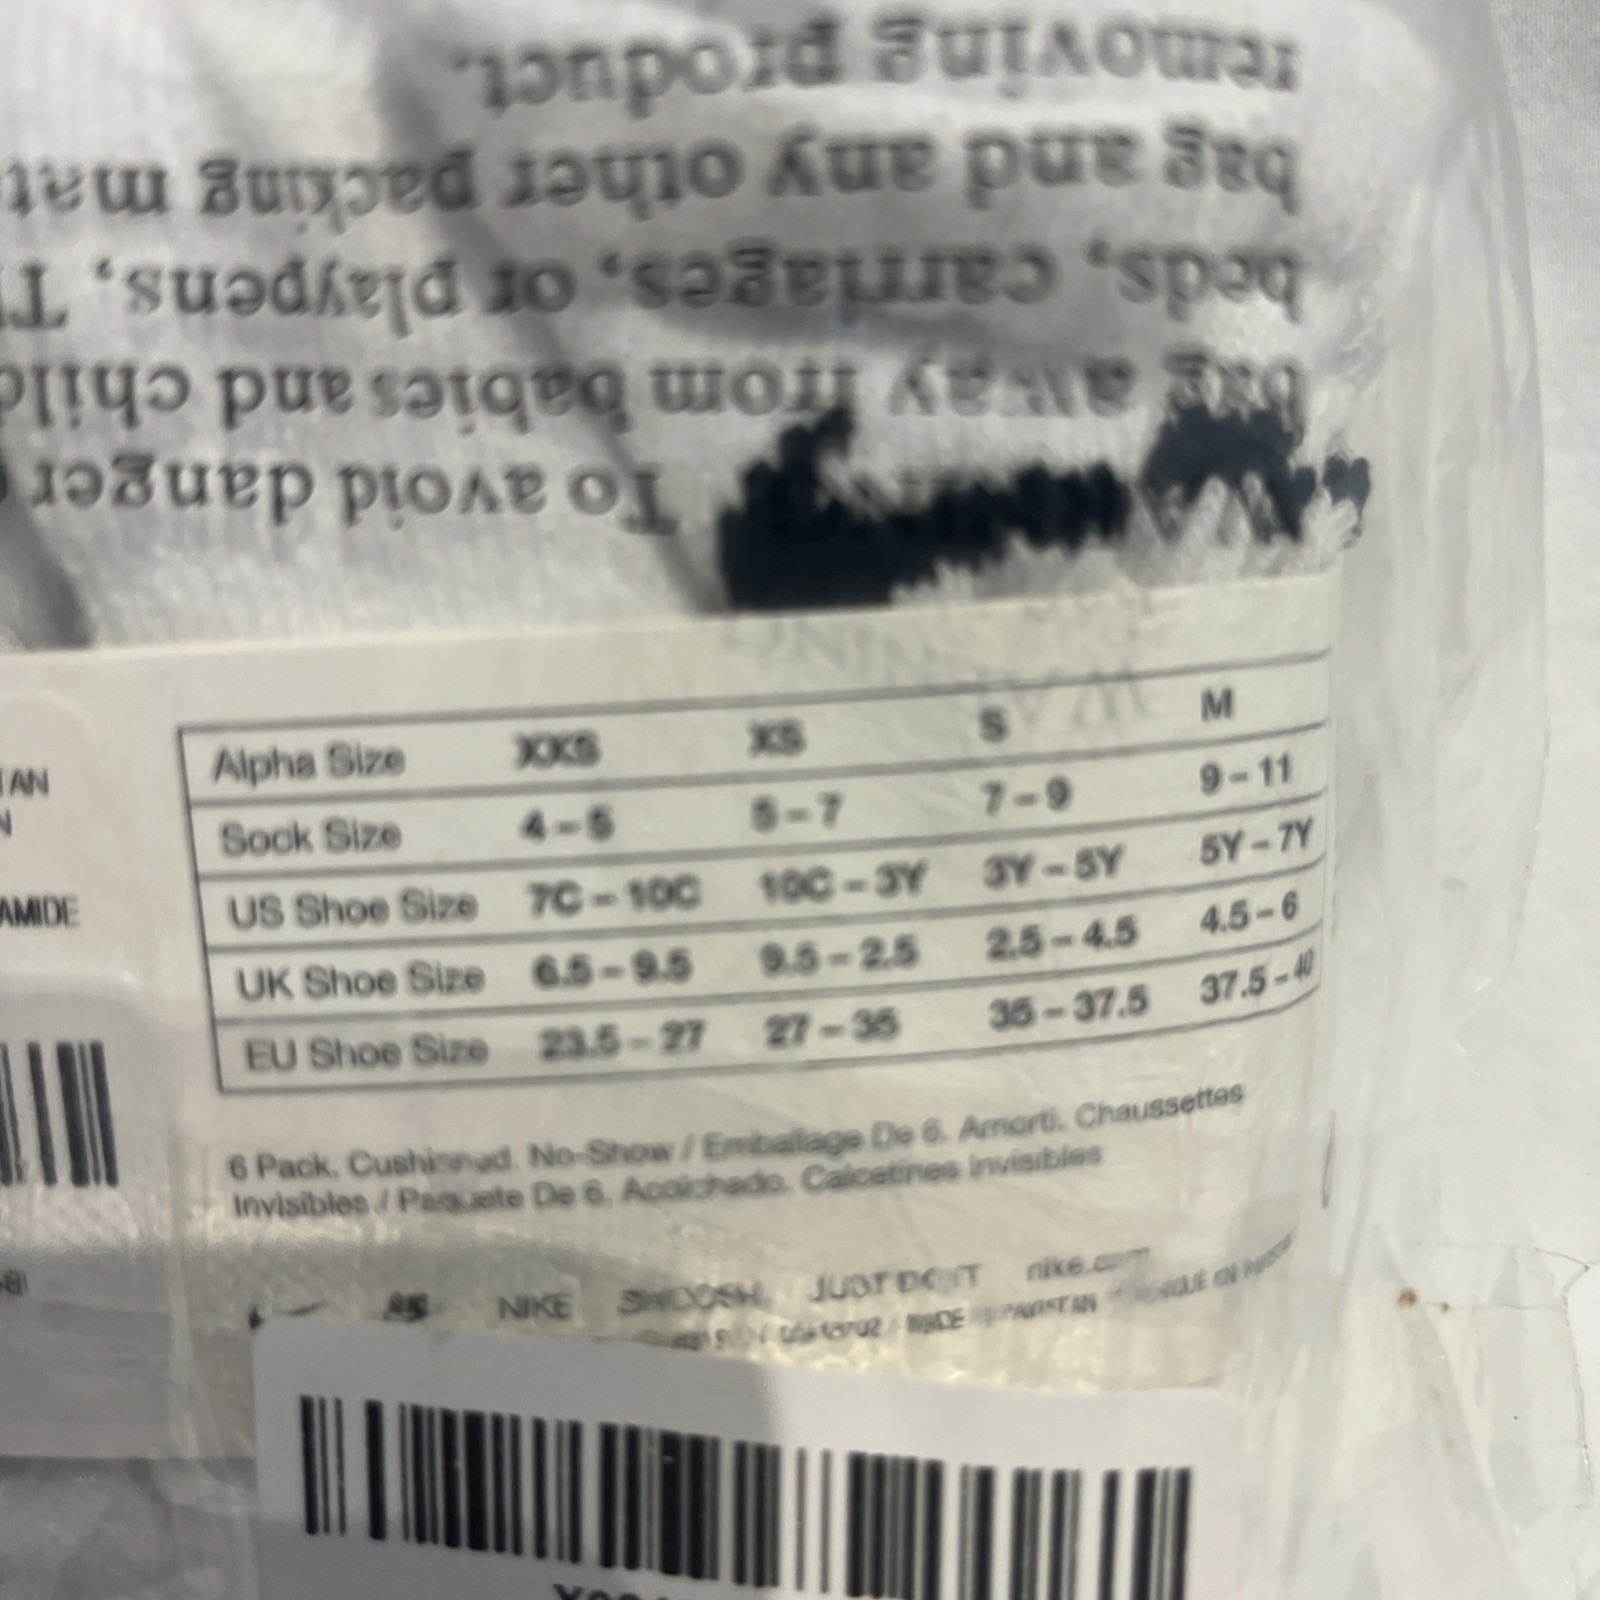 removing product.
bag and any other packing mat
beds, carriages, or playpens. T
bag away from babies and child
To avoid danger
TAN
N
AMIDE
Alpha Size XXS XS S M
Sock Size 4 – 5 5 – 7 7 – 9 9 – 11
US Shoe Size 7C – 10C 10C – 3Y 3Y – 5Y 5Y – 7Y
UK Shoe Size 6.5 – 9.5 9.5 – 2.5 2.5 – 4.5 4.5 – 6
EU Shoe Size 23.5 – 27 27 – 35 35 – 37.5 37.5 – 40
6 Pack. Cushioned. No-Show / Emballage De 6. Amorti. Chaussettes
Invisibles / Paquete De 6. Acolchado. Calcetines Invisibles
NIKE SWOOSH JUST DO IT nike.com
MADE PAKISTAN